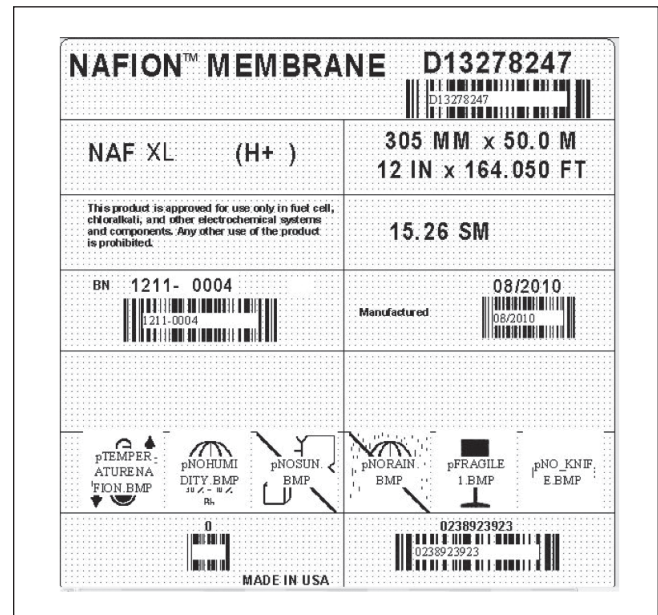 NAFION™ MEMBRANE
D13278247
D13278247
NAF XL (H+ )
305 MM x 50.0 M
12 IN x 164.050 FT
This product is approved for use only in fuel cell,
chloralkali, and other electrochemical systems
and components. Any other use of the product
is prohibited.
15.26 SM
BN 1211- 0004
1211-0004
Manufactured
08/2010
08/2010
pTEMPER
ATURENA
FION.BMP
pNOHUMI
DITY.BMP
Rh
pNOSUN.
BMP
pNORAIN.
BMP
pFRAGILE
1.BMP
pNO_KNIF
E.BMP
0
MADE IN USA
0238923923
0238923923